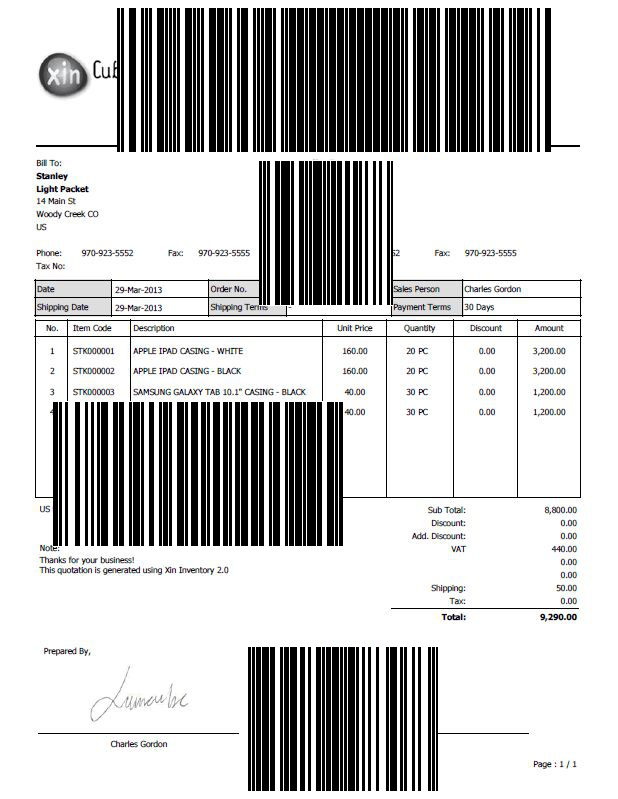 xin
Bill To:
Stanley
Light Packet
14 Main St
Woody Creek CO
US
Phone: 970-923-5552 Fax: 970-923-5555 52 Fax: 970-923-5555
Tax No:
Date 29-Mar-2013 Order No. Sales Person Charles Gordon
Shipping Date 29-Mar-2013 Shipping Terms - Payment Terms 30 Days
No. Item Code Description Unit Price Quantity Discount Amount
1 STK000001 APPLE IPAD CASING - WHITE 160.00 20 PC 0.00 3,200.00
2 STK000002 APPLE IPAD CASING - BLACK 160.00 20 PC 0.00 3,200.00
3 STK000003 SAMSUNG GALAXY TAB 10.1" CASING - BLACK 40.00 30 PC 0.00 1,200.00
4 40.00 30 PC 0.00 1,200.00
US Sub Total: 8,800.00
Discount: 0.00
Add. Discount: 0.00
Note: VAT 440.00
Thanks for your business! 0.00
This quotation is generated using Xin Inventory 2.0 0.00
Shipping: 50.00
Tax: 0.00
Total: 9,290.00
Prepared By,
Charles Gordon
Page : 1 / 1